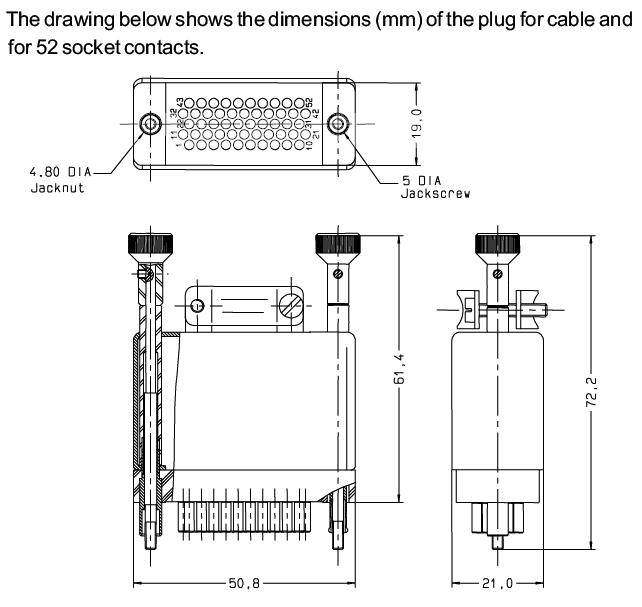 The drawing below shows the dimensions (mm) of the plug for cable and
for 52 socket contacts.
43 52
32 42
22 31
11 21
1 10
19,0
4.80 DIA
Jacknut
5 DIA
Jackscrew
61,4
72,2
50,8
21,0